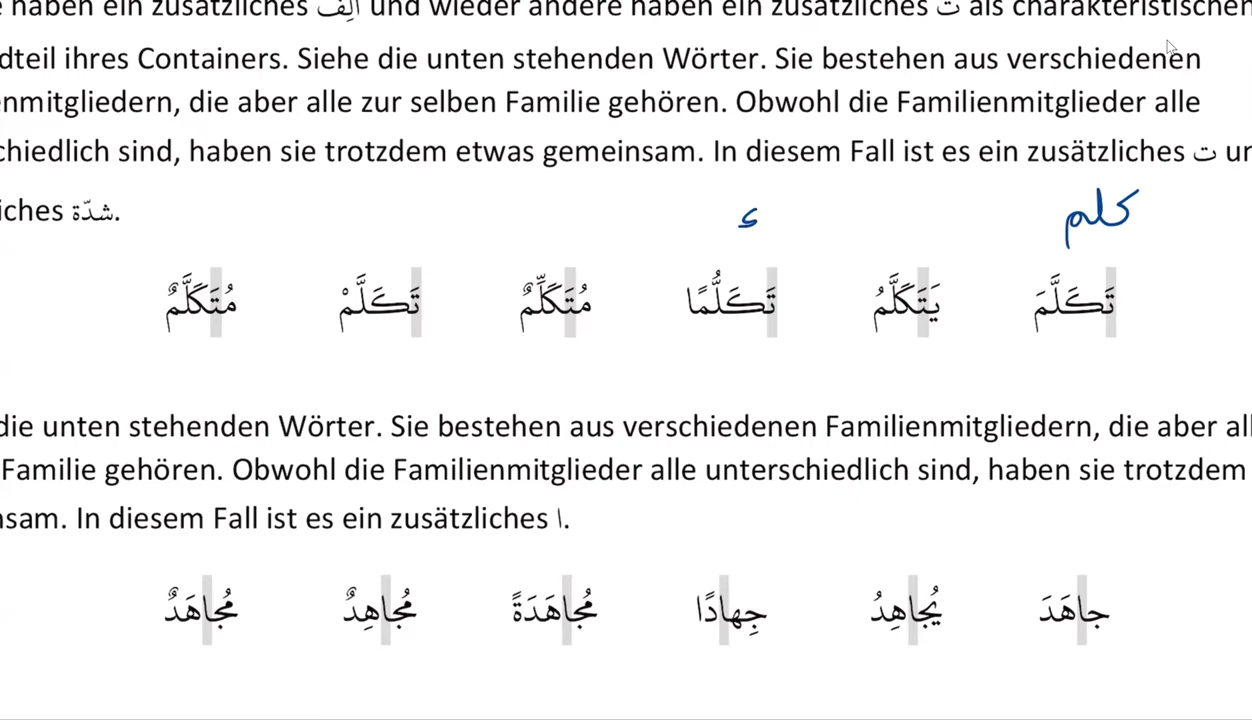 haben ein zusätzliches أَلِف und wieder andere haben ein zusätzliches ت als charakteristischen
dteil ihres Containers. Siehe die unten stehenden Wörter. Sie bestehen aus verschiedenen
nmitgliedern, die aber alle zur selben Familie gehören. Obwohl die Familienmitglieder alle
chiedlich sind, haben sie trotzdem etwas gemeinsam. In diesem Fall ist es ein zusätzliches ت ur
iches شدّة.
كلم ء
تَكَلَّمَ يَتَكَلَّمُ تَكَلُّمًا مُتَكَلِّمٌ تَكَلَّمْ مُتَكَلَّمٌ
die unten stehenden Wörter. Sie bestehen aus verschiedenen Familienmitgliedern, die aber all
Familie gehören. Obwohl die Familienmitglieder alle unterschiedlich sind, haben sie trotzdem
nsam. In diesem Fall ist es ein zusätzliches ا.
جاهَدَ يُجاهِدُ جِهادًا مُجاهَدَةً مُجاهِدٌ مُجاهَدٌ